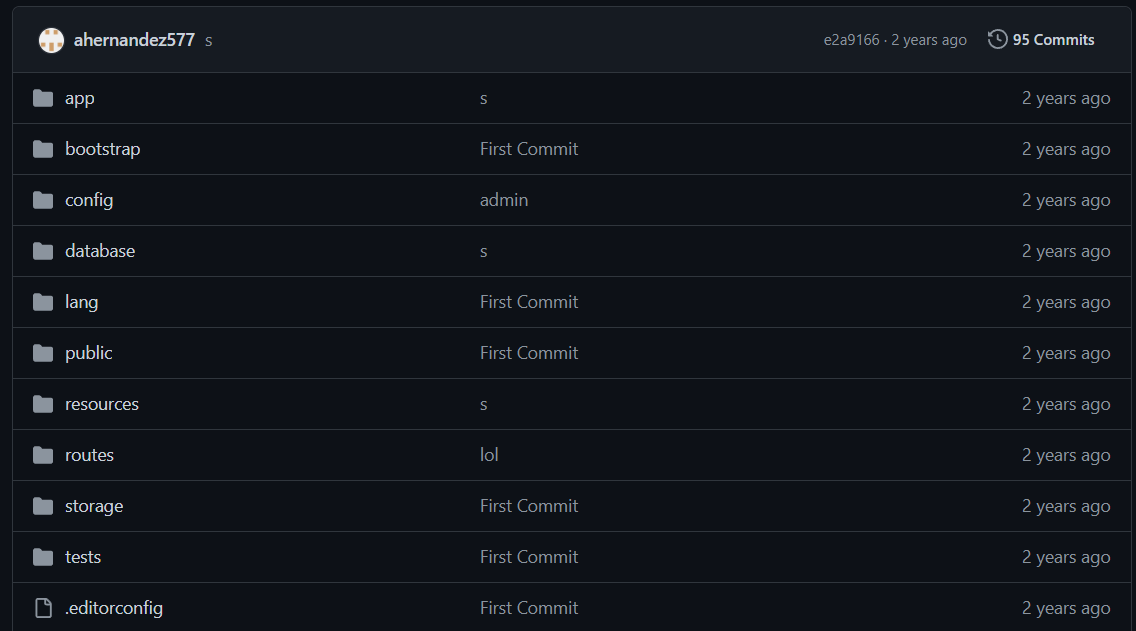 ahernandez577 s e2a9166 · 2 years ago 95 Commits
app s 2 years ago
bootstrap First Commit 2 years ago
config admin 2 years ago
database s 2 years ago
lang First Commit 2 years ago
public First Commit 2 years ago
resources s 2 years ago
routes lol 2 years ago
storage First Commit 2 years ago
tests First Commit 2 years ago
.editorconfig First Commit 2 years ago